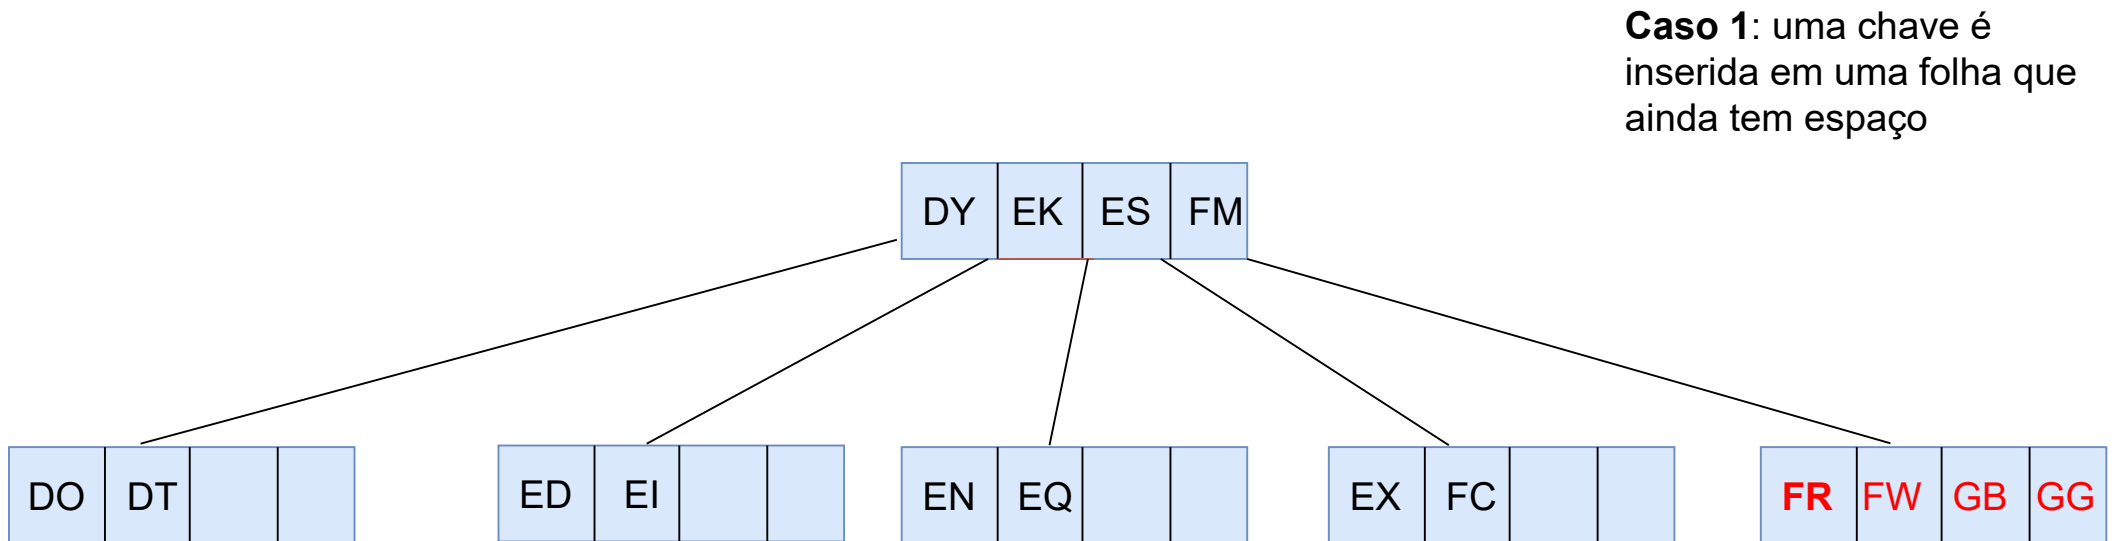 Caso 1: uma chave é
inserida em uma folha que
ainda tem espaço
DY EK ES FM
DO DT ED EI EN EQ EX FC FR FW GB GG